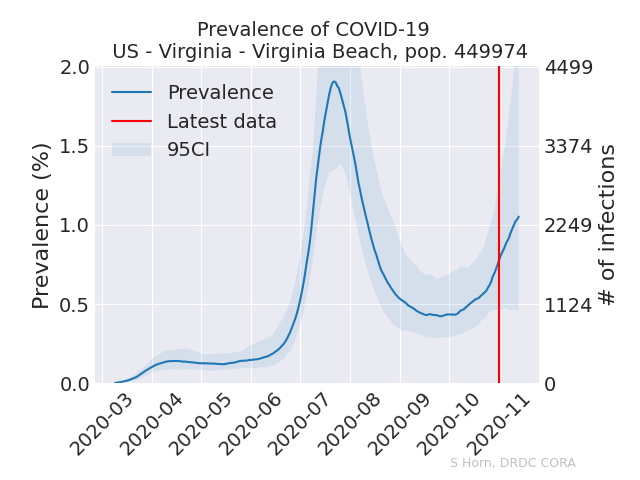 Prevalence of COVID-19
US - Virginia - Virginia Beach, pop. 449974
Prevalence
Latest data
95CI
Prevalence (%)
2.0
1.5
1.0
0.5
0.0
4499
3374
2249
1124
0
# of infections
2020-03
2020-04
2020-05
2020-06
2020-07
2020-08
2020-09
2020-10
2020-11
S Horn, DRDC CORA